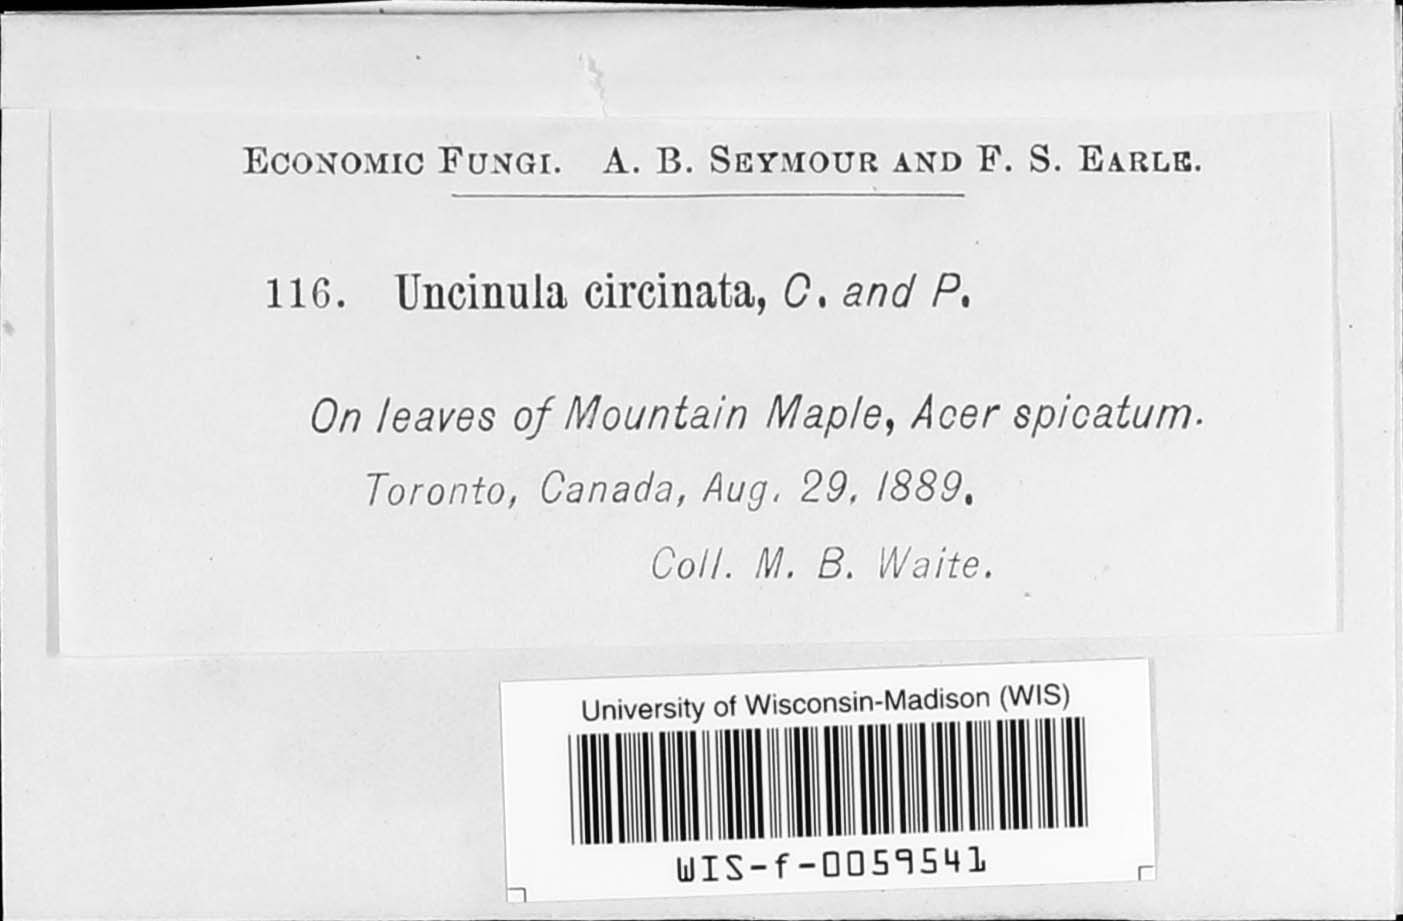 ECONOMIC FUNGI. A. B. SEYMOUR AND F. S. EARLE.
116. Uncinula circinata, C. and P.
On leaves of Mountain Maple, Acer spicatum.
Toronto, Canada, Aug. 29, 1889.
Coll. M. B. Waite.
University of Wisconsin-Madison (WIS)
WIS-f-0059541